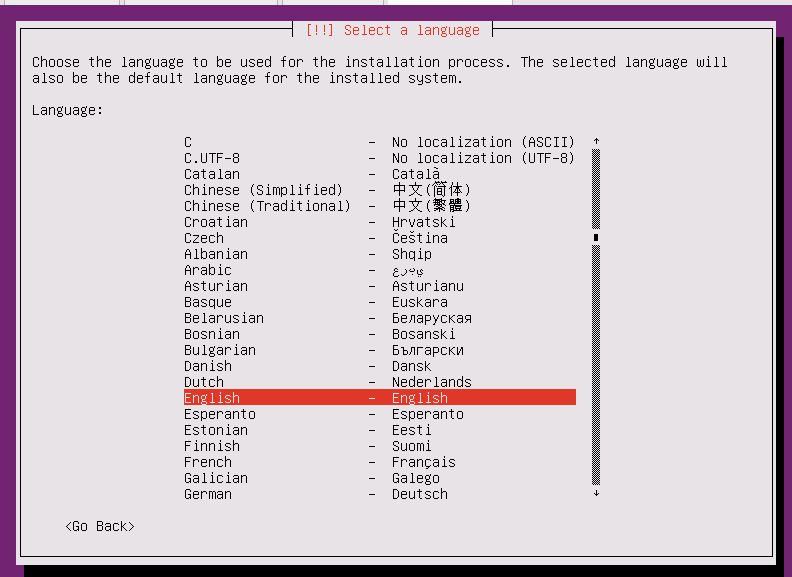 [!!] Select a language
Choose the language to be used for the installation process. The selected language will
also be the default language for the installed system.
Language:
C - No localization (ASCII) ↑
C.UTF-8 - No localization (UTF-8)
Catalan - Català
Chinese (Simplified) - 中文(简体)
Chinese (Traditional) - 中文(繁體)
Croatian - Hrvatski
Czech - Čeština
Albanian - Shqip
Arabic - عربي
Asturian - Asturianu
Basque - Euskara
Belarusian - Беларуская
Bosnian - Bosanski
Bulgarian - Български
Danish - Dansk
Dutch - Nederlands
English - English
Esperanto - Esperanto
Estonian - Eesti
Finnish - Suomi
French - Français
Galician - Galego
German - Deutsch ↓
<Go Back>